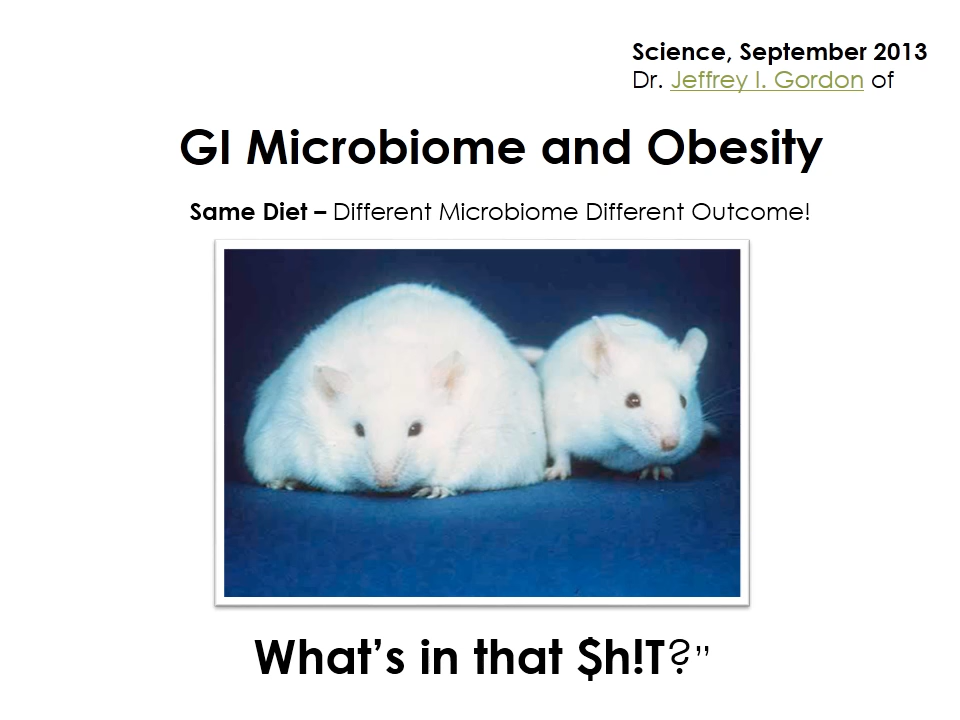 Science, September 2013
Dr. Jeffrey I. Gordon of
GI Microbiome and Obesity
Same Diet – Different Microbiome Different Outcome!
What’s in that $h!T?”